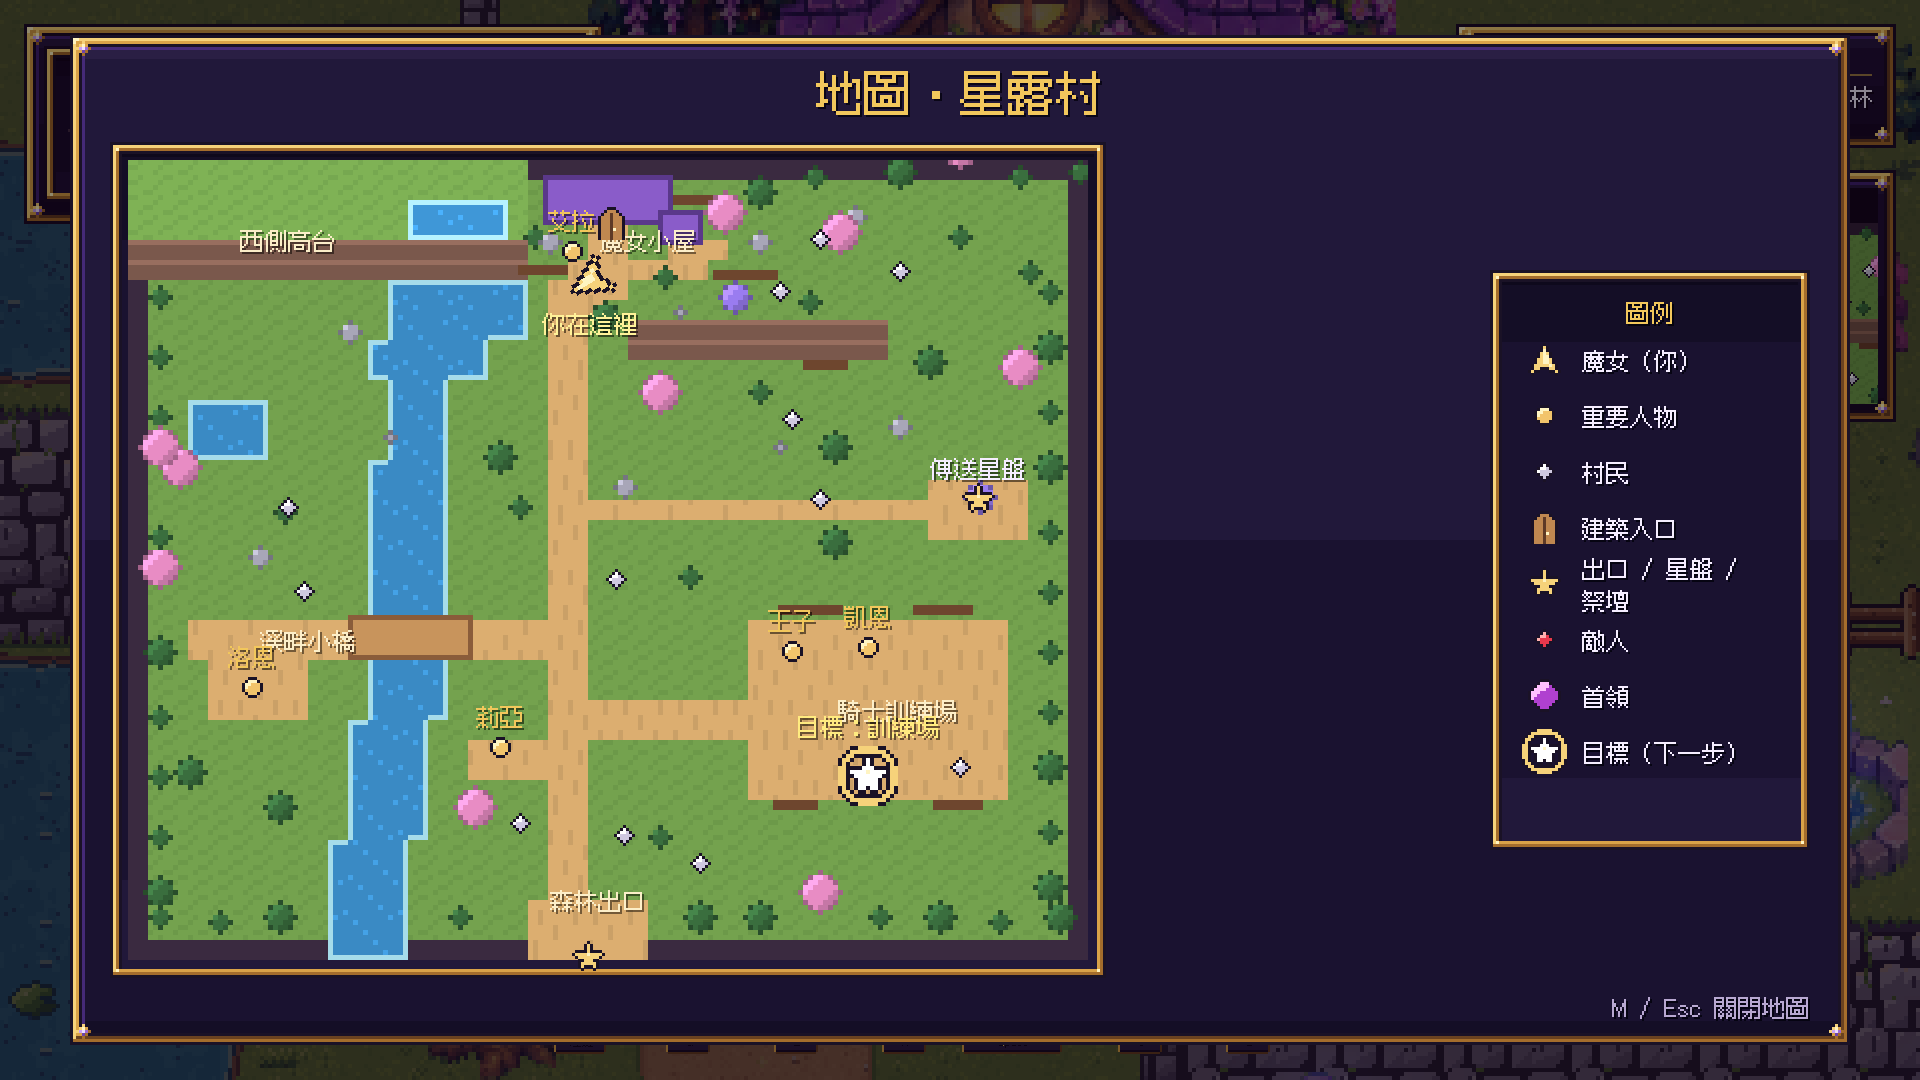 地圖・星露村
艾拉
西側高台
魔女小屋
你在這裡
傳送星盤
王子
凱恩
溪畔小橋
洛恩
莉亞
騎士訓練場
目標：訓練場
森林出口
圖例
魔女（你）
重要人物
村民
建築入口
出口 / 星盤 /
祭壇
敵人
首領
目標（下一步）
林
M / Esc 關閉地圖